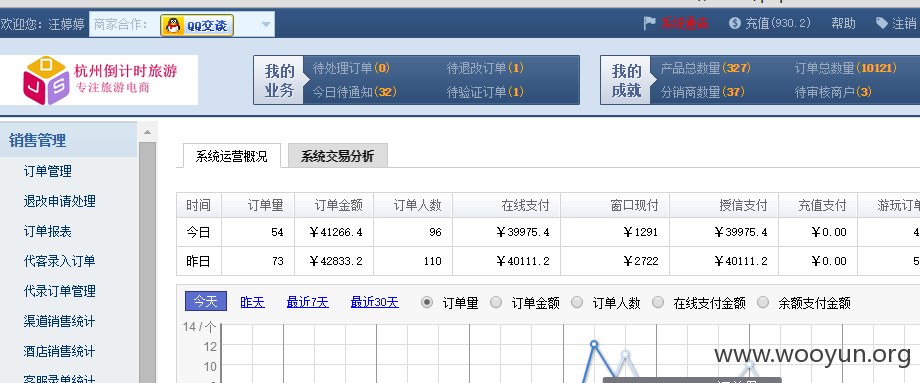 欢迎您: 汪婷婷 商家合作: QQ交谈 充值(930.2) 帮助 注销
杭州倒计时旅游
专注旅游电商
JS
我的业务 待处理订单(0) 待退改订单(1)
今日待通知(32) 待验证订单(1)
我的成就 产品总数量(327) 订单总数量(10121)
分销商数量(37) 待审核商户(3)
销售管理
订单管理
退改申请处理
订单报表
代客录入订单
代录订单管理
渠道销售统计
酒店销售统计
客服录单统计
系统运营概况 系统交易分析
时间 订单量 订单金额 订单人数 在线支付 窗口现付 授信支付 充值支付 游玩订单
今日 54 ￥41266.4 96 ￥39975.4 ￥1291 ￥39975.4 ￥0.00 4
昨日 73 ￥42833.2 110 ￥40111.2 ￥2722 ￥40111.2 ￥0.00 5
今天 昨天 最近7天 最近30天 订单量 订单金额 订单人数 在线支付金额 余额支付金额
14 / 个
12
10
www.wooyun.org